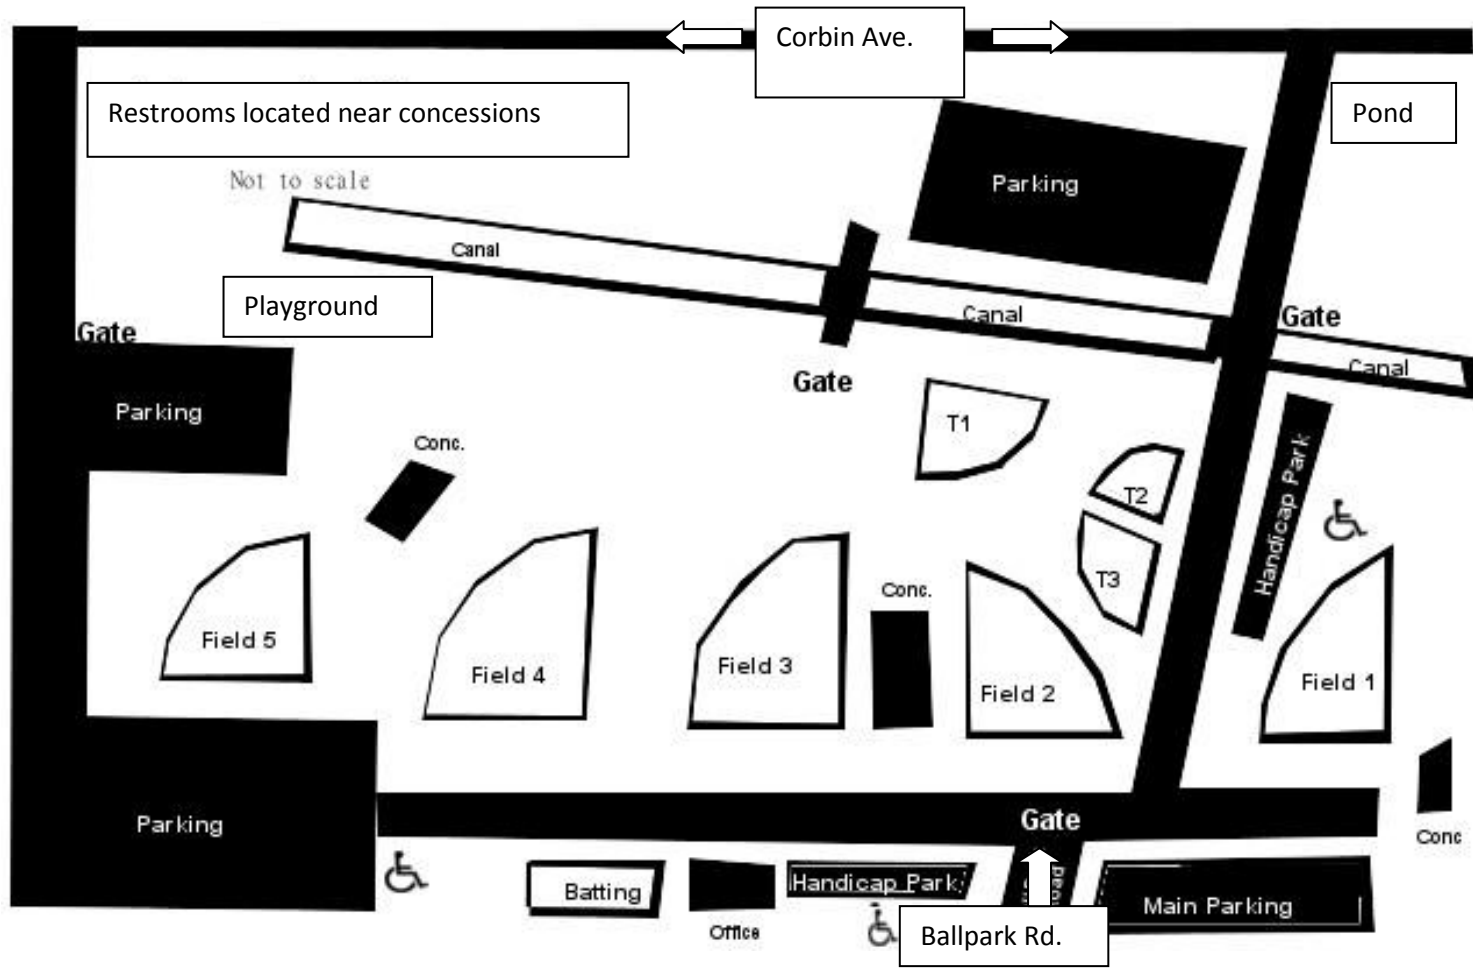 Corbin Ave.
Restrooms located near concessions
Pond
Parking
Not to scale
Canal
Playground
Canal
Gate
Gate
Canal
Gate
Parking
T1
Conc.
T2
Handicap Park
T3
Conc.
Field 5
Field 4
Field 3
Field 2
Field 1
Parking
Gate
Conc
Batting
Handicap Park
Main Parking
Office
Ballpark Rd.